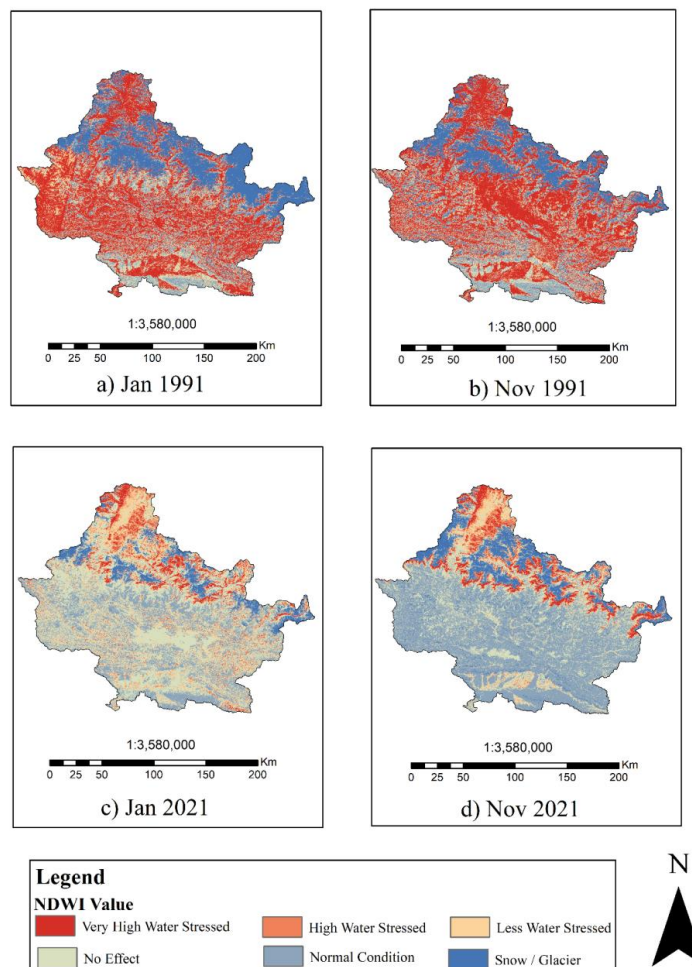 1:3,580,000
Km
0 25 50 100 150 200
a) Jan 1991
1:3,580,000
Km
0 25 50 100 150 200
b) Nov 1991
1:3,580,000
Km
0 25 50 100 150 200
c) Jan 2021
1:3,580,000
Km
0 25 50 100 150 200
d) Nov 2021
N
Legend
NDWI Value
Very High Water Stressed High Water Stressed Less Water Stressed
No Effect Normal Condition Snow / Glacier